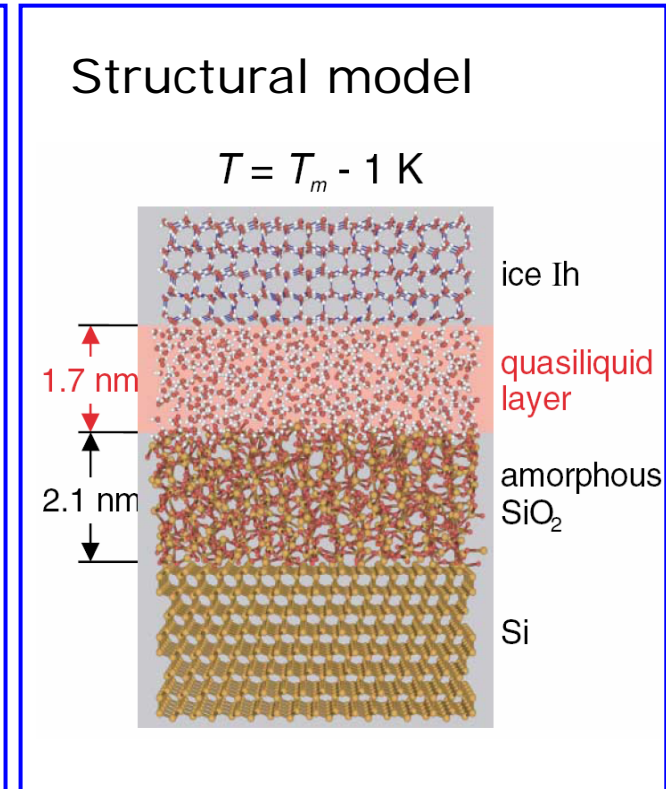 Structural model
T = Tm - 1 K
ice Ih
1.7 nm
quasiliquid
layer
2.1 nm
amorphous
SiO2
Si